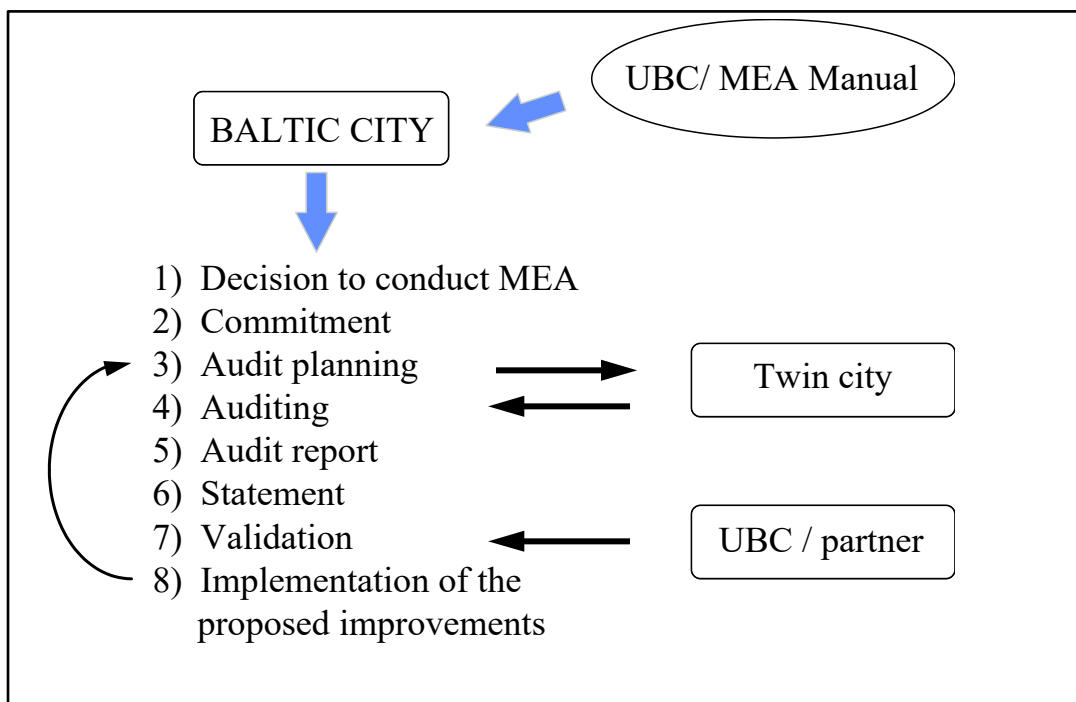 UBC/ MEA Manual
BALTIC CITY
1) Decision to conduct MEA
2) Commitment
3) Audit planning
Twin city
4) Auditing
5) Audit report
6) Statement
7) Validation
UBC / partner
8) Implementation of the
proposed improvements